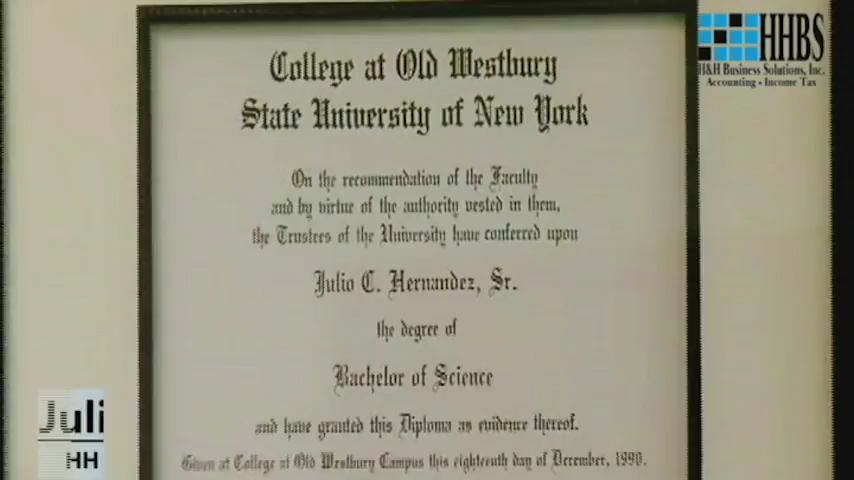 College at Old Westbury
State University of New York
On the recommendation of the Faculty
and by virtue of the authority vested in them,
the Trustees of the University have conferred upon
Julio C. Hernandez, Sr.
the degree of
Bachelor of Science
and have granted this Diploma as evidence thereof.
Given at College at Old Westbury Campus this eighteenth day of December, 1990.
HHBS
H&H Business Solutions, Inc.
Accounting - Income Tax
Juli
HH